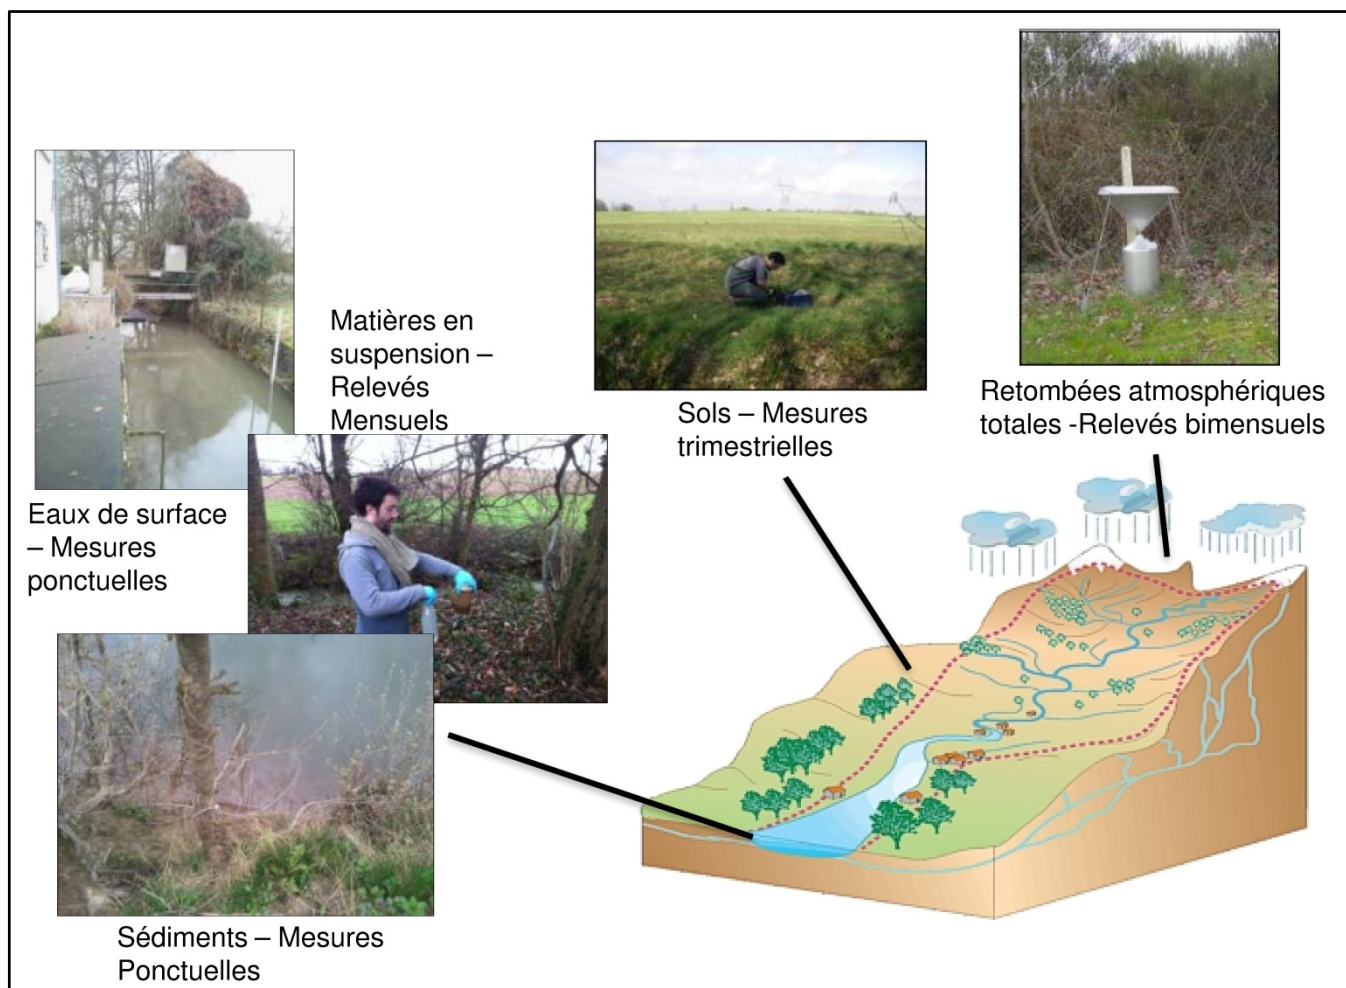 Matières en
suspension –
Relevés
Mensuels
Sols – Mesures
trimestrielles
Retombées atmosphériques
totales -Relevés bimensuels
Eaux de surface
– Mesures
ponctuelles
Sédiments – Mesures
Ponctuelles